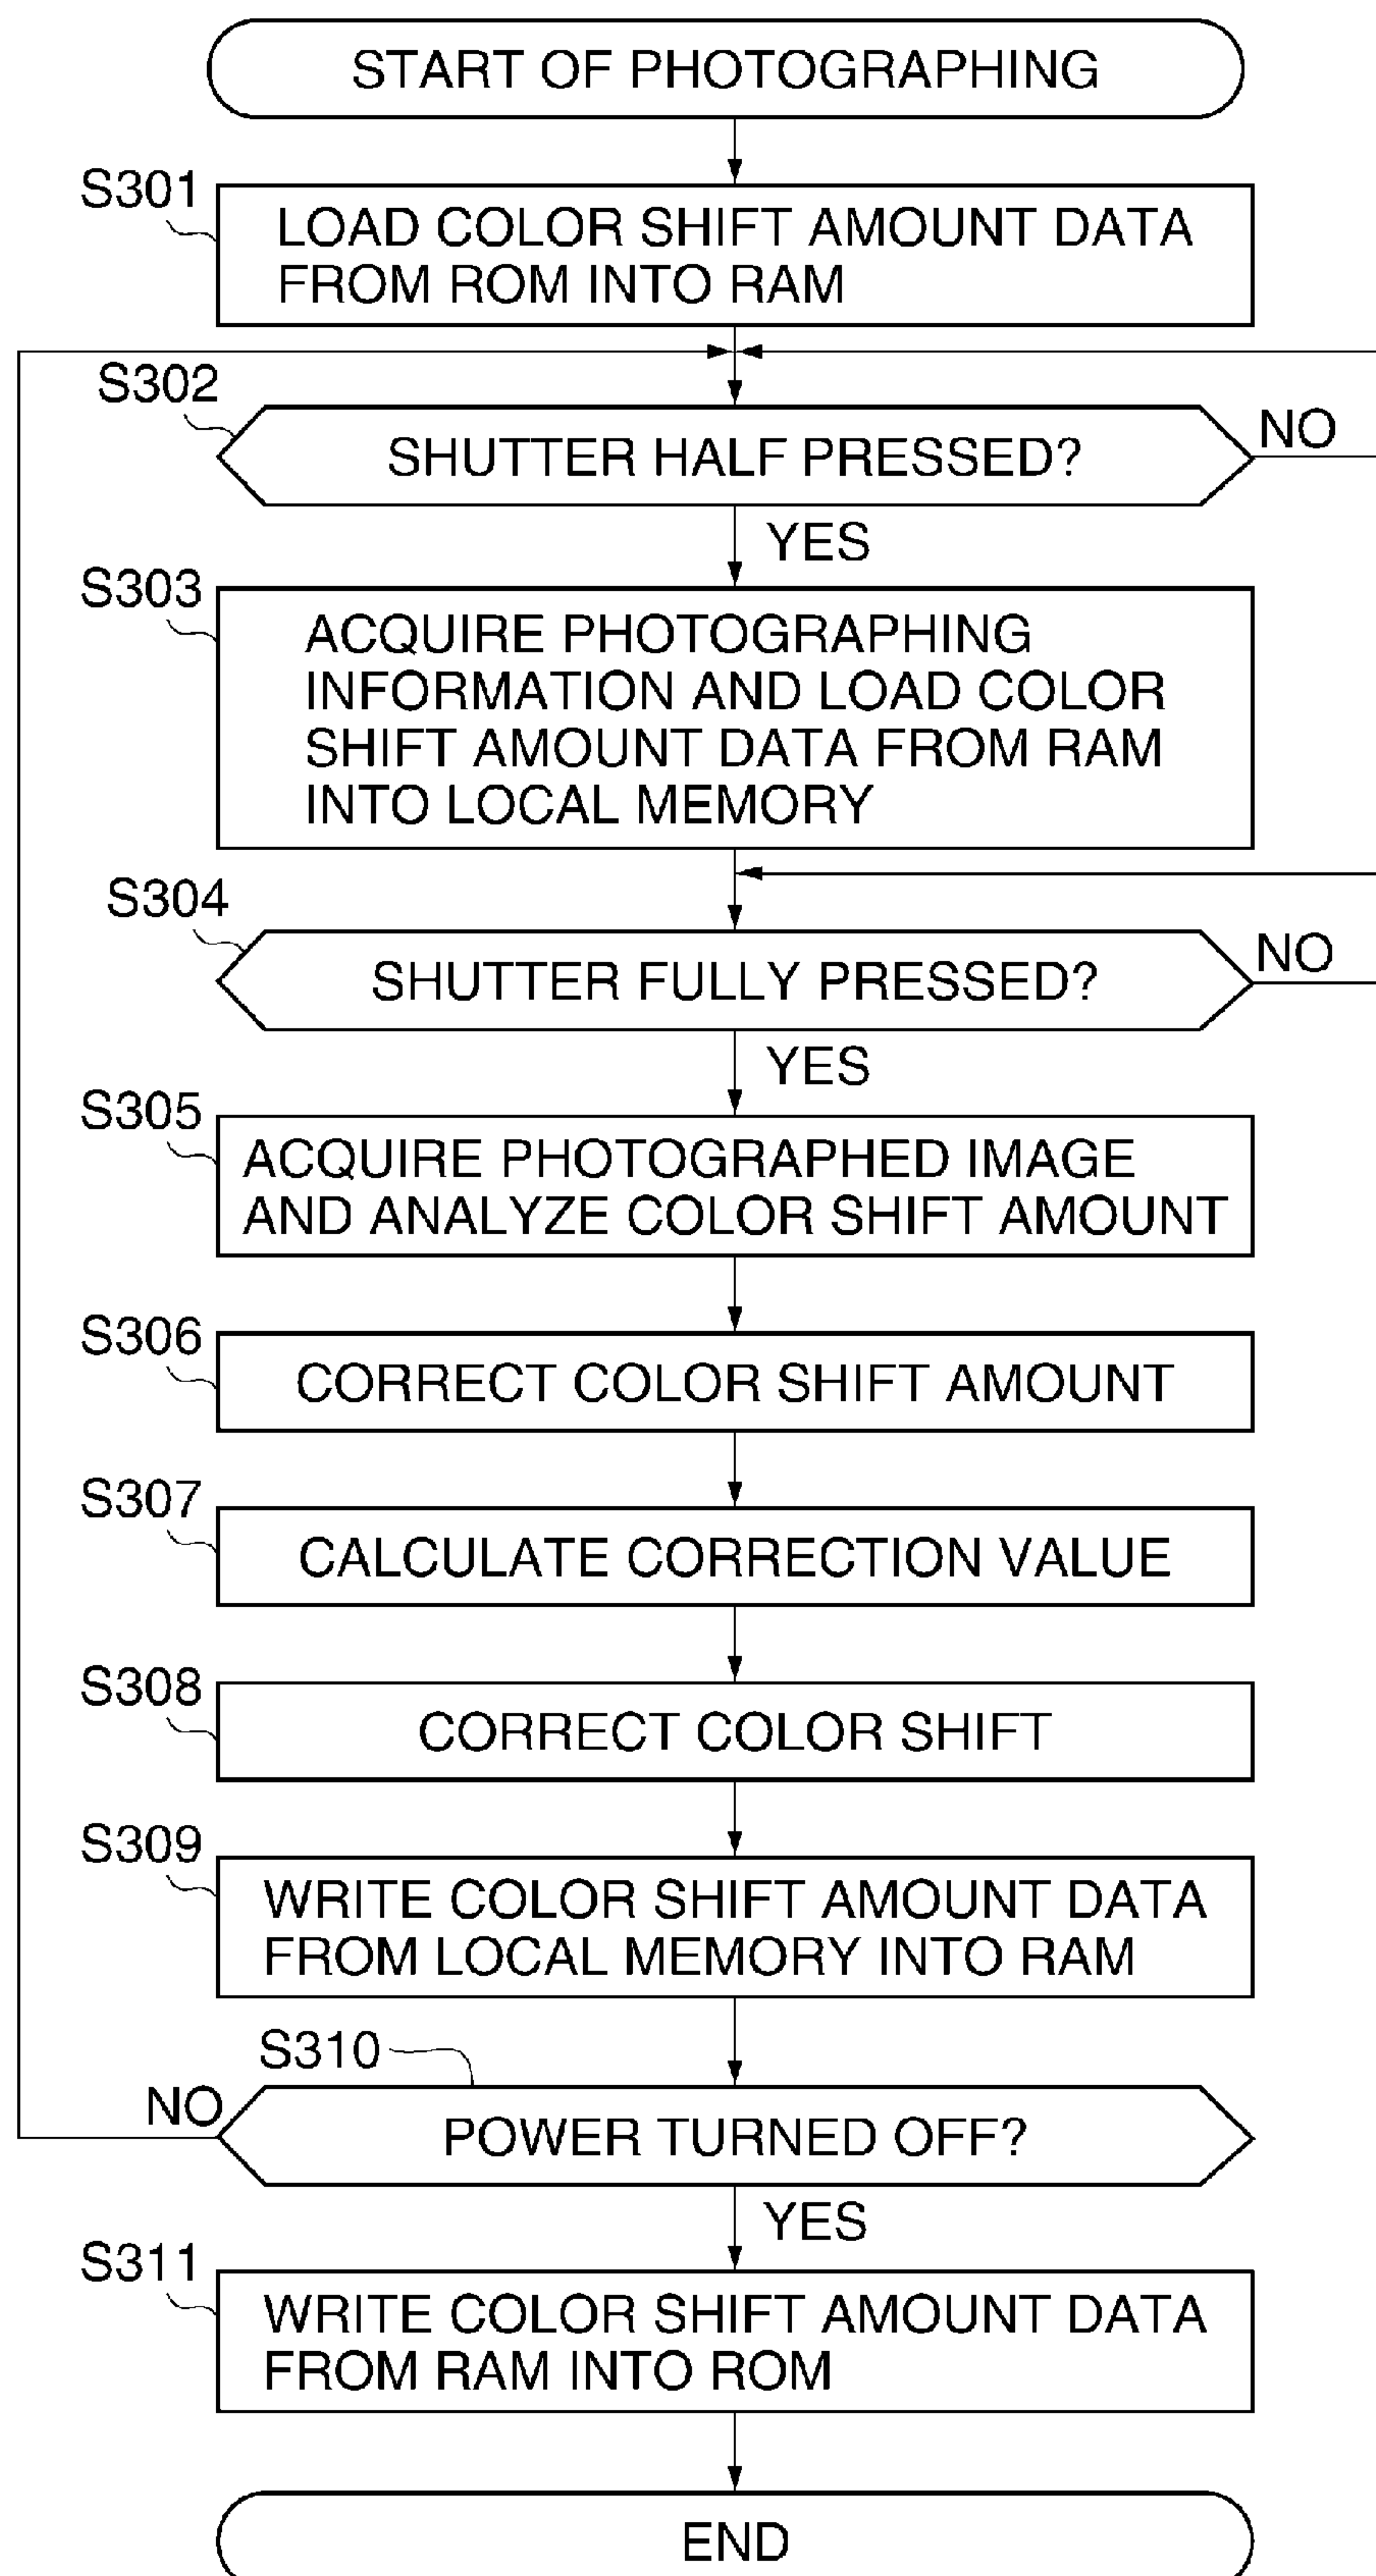 START OF PHOTOGRAPHING
S301
LOAD COLOR SHIFT AMOUNT DATA
FROM ROM INTO RAM
S302
SHUTTER HALF PRESSED?
NO
YES
S303
ACQUIRE PHOTOGRAPHING
INFORMATION AND LOAD COLOR
SHIFT AMOUNT DATA FROM RAM
INTO LOCAL MEMORY
S304
SHUTTER FULLY PRESSED?
NO
YES
S305
ACQUIRE PHOTOGRAPHED IMAGE
AND ANALYZE COLOR SHIFT AMOUNT
S306
CORRECT COLOR SHIFT AMOUNT
S307
CALCULATE CORRECTION VALUE
S308
CORRECT COLOR SHIFT
S309
WRITE COLOR SHIFT AMOUNT DATA
FROM LOCAL MEMORY INTO RAM
S310
NO
POWER TURNED OFF?
YES
S311
WRITE COLOR SHIFT AMOUNT DATA
FROM RAM INTO ROM
END